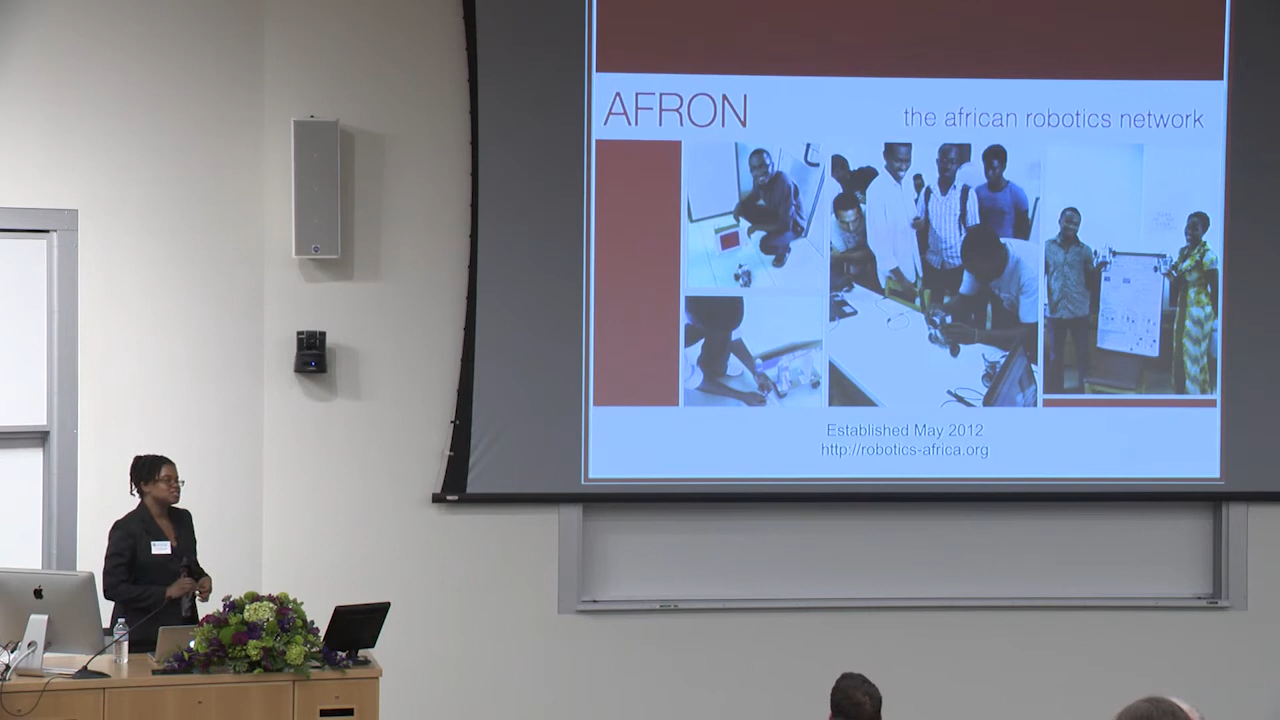 AFRON
the african robotics network
Established May 2012
http://robotics-africa.org